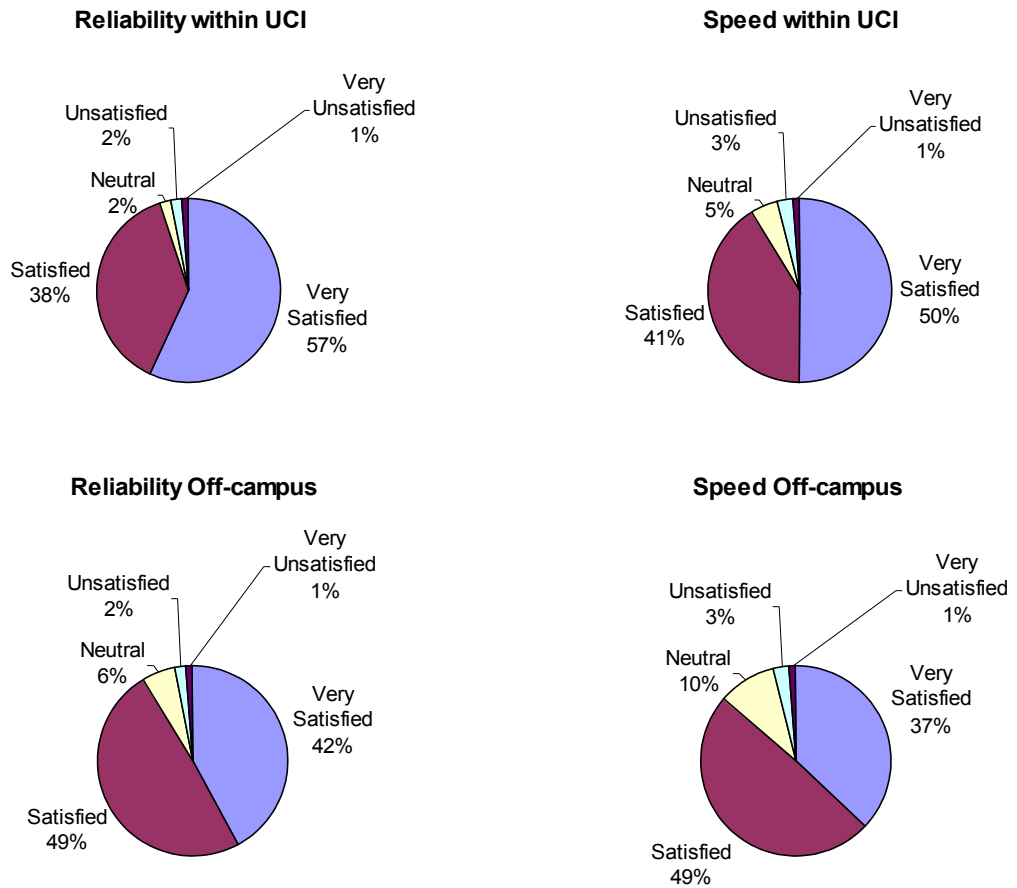 Reliability within UCI
Very
Unsatisfied
1%
Unsatisfied
2%
Neutral
2%
Satisfied
38%
Very
Satisfied
57%
Speed within UCI
Very
Unsatisfied
1%
Unsatisfied
3%
Neutral
5%
Very
Satisfied
50%
Satisfied
41%
Reliability Off-campus
Very
Unsatisfied
1%
Unsatisfied
2%
Neutral
6%
Very
Satisfied
42%
Satisfied
49%
Speed Off-campus
Very
Unsatisfied
1%
Unsatisfied
3%
Neutral
10%
Very
Satisfied
37%
Satisfied
49%